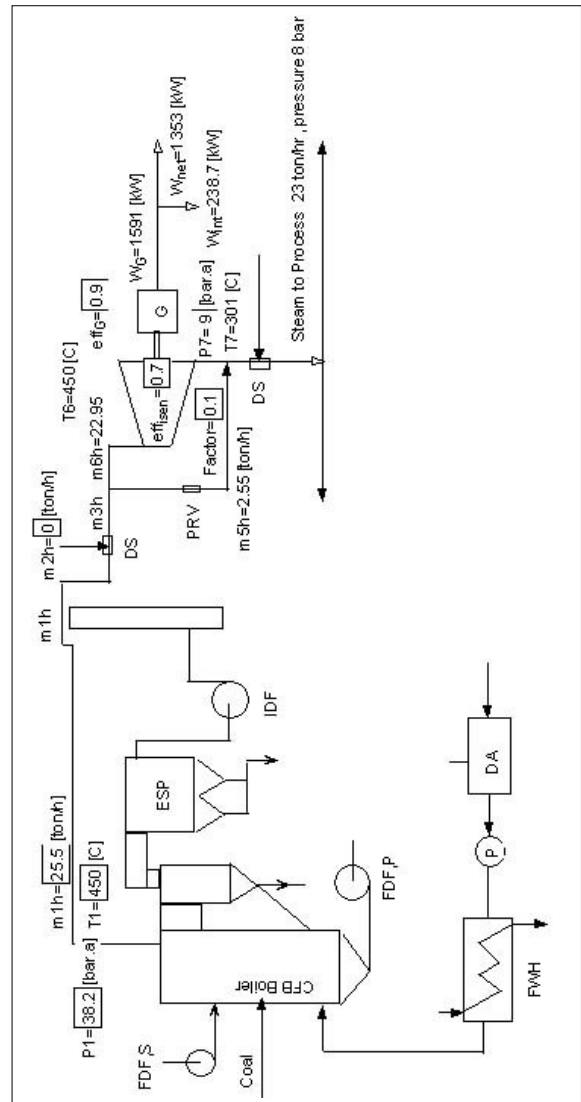 P1= 38.2 [bar.a]
m1h= 25.5 [ton/h]
T1= 450 [C]
m1h
m2h= 0 [ton/h]
DS
m3h
m6h=22.95
T6=450 [C]
effG= 0.9
WG=1591 [kW]
Wnet=1353 [kW]
Wint=238.7 [kW]
G
effisen= 0.7
Factor= 0.1
P7= 9 [bar.a]
T7=301 [C]
PRV
m5h=2.55 [ton/h]
DS
Steam to Process 23 ton/hr , pressure 8 bar
ESP
IDF
CFB Boiler
FDF,S
Coal
FDF,P
FWH
P_
DA